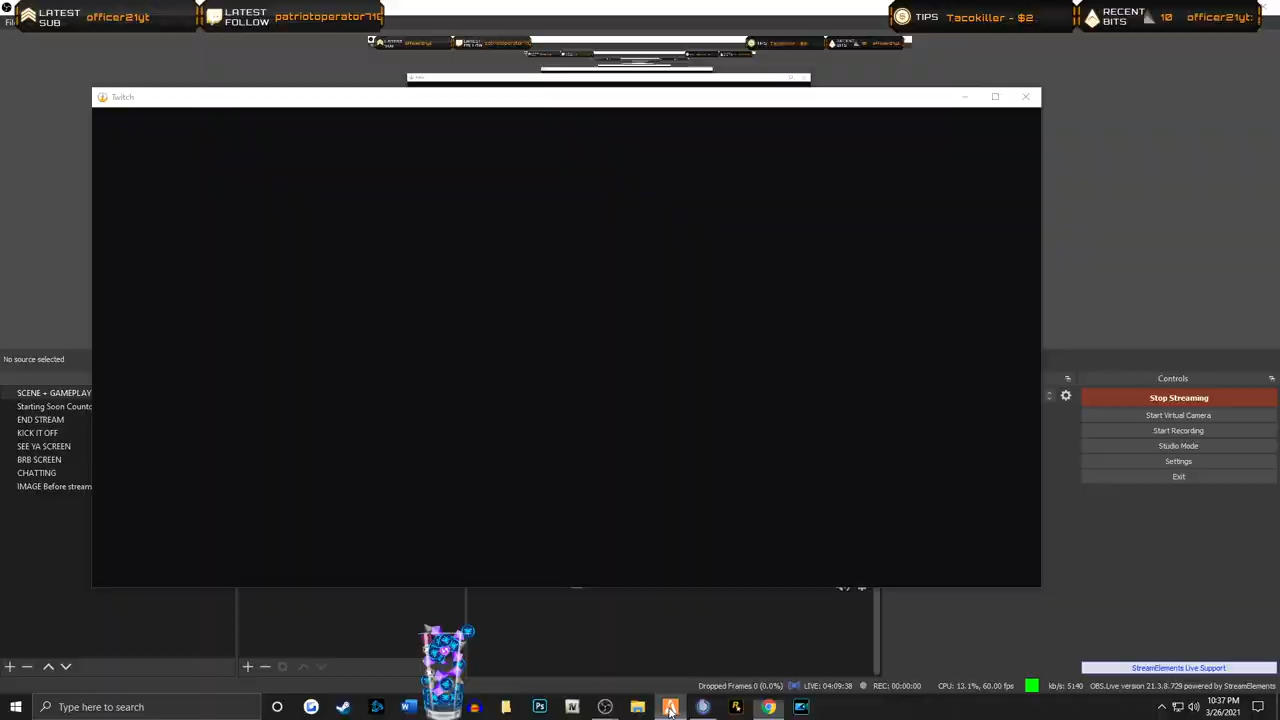 LATEST SUB officer21yt
LATEST FOLLOW patriotoperator710
TIPS Tacokiller - $2
RECENT BITS 10 officer21yt:
Twitch
No source selected
SCENE + GAMEPLAY
Starting Soon Counto
END STREAM
KICK IT OFF
SEE YA SCREEN
BRB SCREEN
CHATTING
IMAGE Before stream
Controls
Stop Streaming
Start Virtual Camera
Start Recording
Studio Mode
Settings
Exit
StreamElements Live Support
Dropped Frames 0 (0.0%) LIVE: 04:09:38 REC: 00:00:00 CPU: 13.1%, 60.00 fps kb/s: 5140 OBS.Live version 21.3.8.729 powered by StreamElements
Type here to search
10:37 PM
3/26/2021